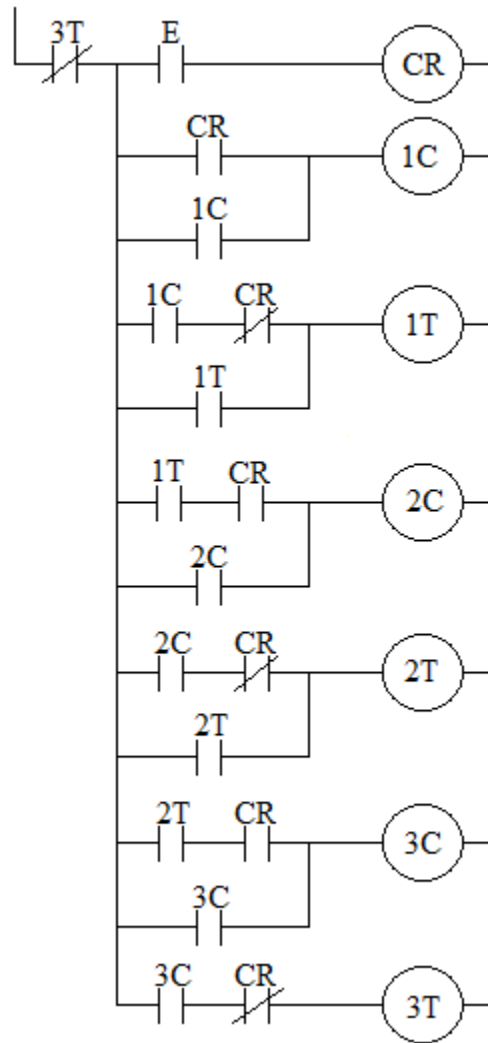 3T E CR
CR 1C
1C
1C CR 1T
1T
1T CR 2C
2C
2C CR 2T
2T
2T CR 3C
3C
3C CR 3T